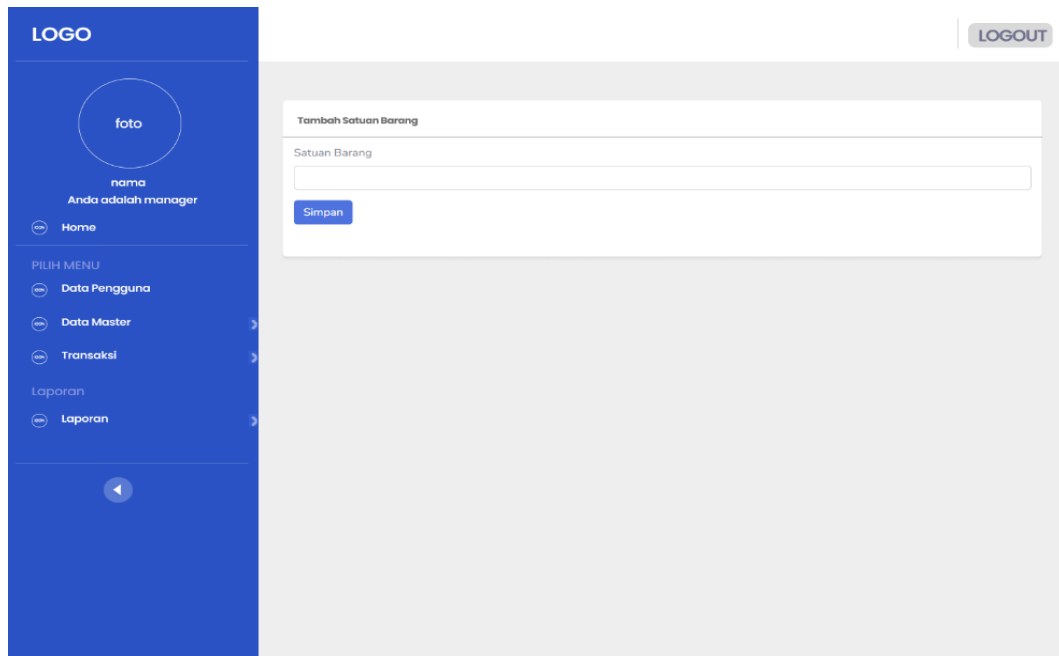 LOGO
LOGOUT
foto
nama
Anda adalah manager
Home
PILIH MENU
Data Pengguna
Data Master
Transaksi
Laporan
Laporan
Tambah Satuan Barang
Satuan Barang
Simpan